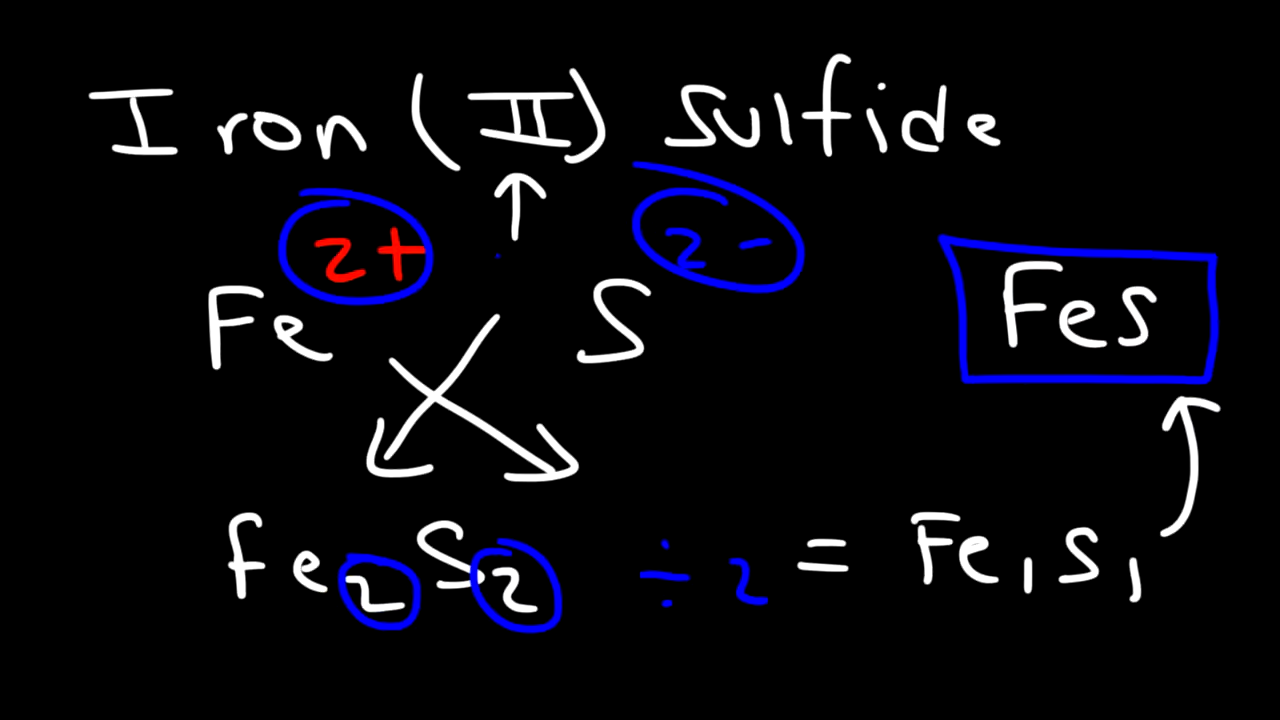 Iron (II) sulfide
2+ 2-
Fe S
FeS
Fe₂S₂ ÷ 2 = Fe₁S₁